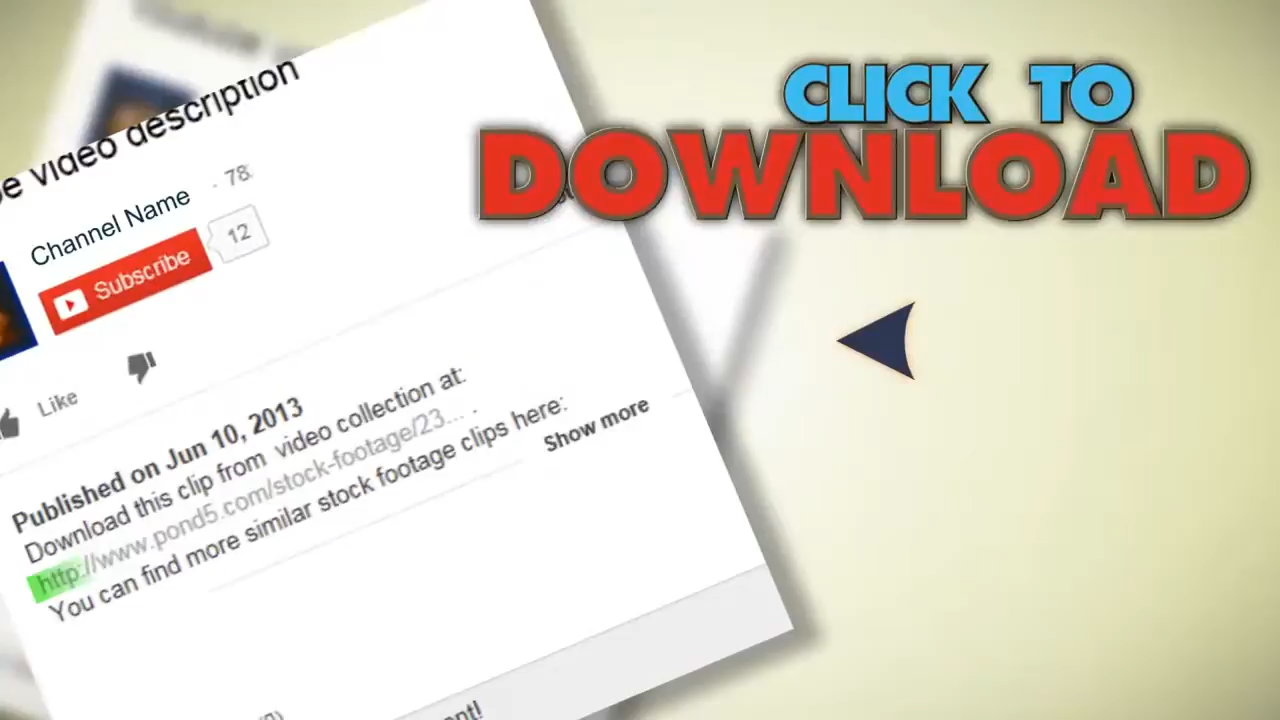 CLICK TO
DOWNLOAD
video description
Channel Name
78
Subscribe
12
Like
Published on Jun 10, 2013
Download this clip from video collection at:
http://www.pond5.com/stock-footage/23... .
You can find more similar stock footage clips here:
Show more